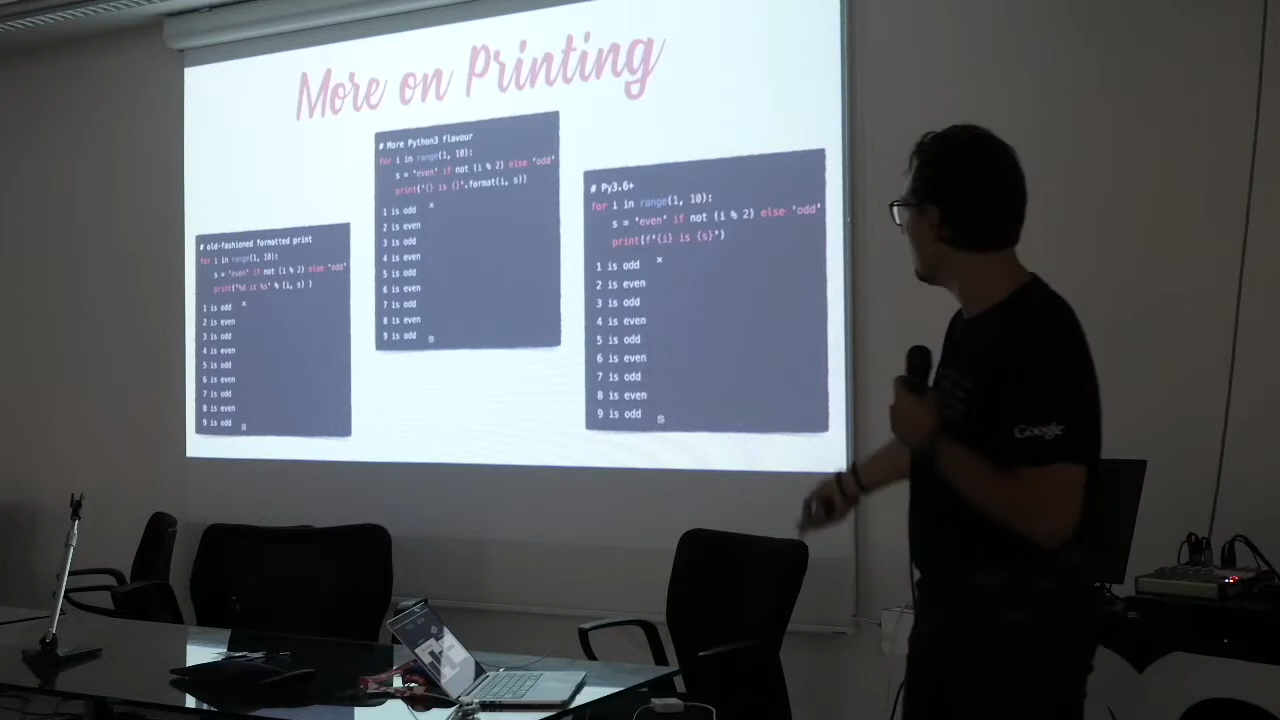 More on Printing
# old-fashioned formatted print
for i in range(1, 10):
s = 'even' if not (i % 2) else 'odd'
print('%d is %s' % (i, s) )
1 is odd
2 is even
3 is odd
4 is even
5 is odd
6 is even
7 is odd
8 is even
9 is odd
# More Python3 flavour
for i in range(1, 10):
s = 'even' if not (i % 2) else 'odd'
print('{} is {}'.format(i, s))
1 is odd
2 is even
3 is odd
4 is even
5 is odd
6 is even
7 is odd
8 is even
9 is odd
# Py3.6+
for i in range(1, 10):
s = 'even' if not (i % 2) else 'odd'
print(f'{i} is {s}')
1 is odd
2 is even
3 is odd
4 is even
5 is odd
6 is even
7 is odd
8 is even
9 is odd
Google